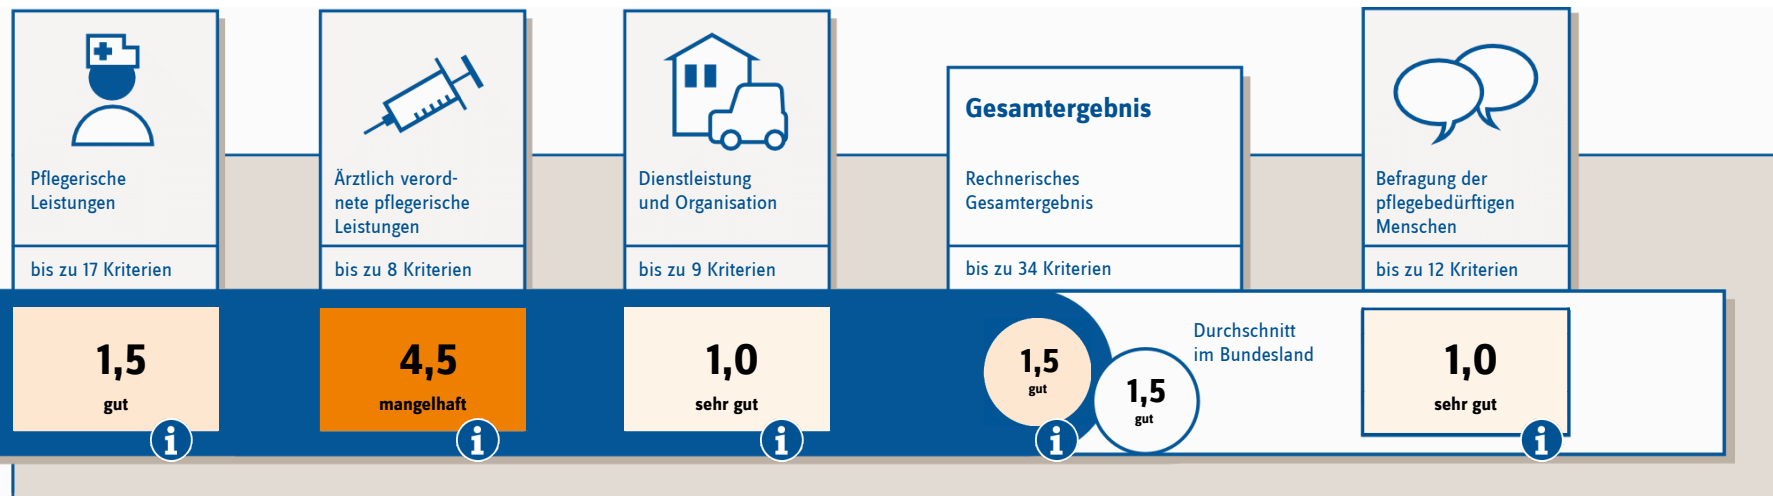 Pflegerische
Leistungen
bis zu 17 Kriterien
1,5
gut
i
Ärztlich verord-
nete pflegerische
Leistungen
bis zu 8 Kriterien
4,5
mangelhaft
i
Dienstleistung
und Organisation
bis zu 9 Kriterien
1,0
sehr gut
i
Gesamtergebnis
Rechnerisches
Gesamtergebnis
bis zu 34 Kriterien
1,5
gut
i
1,5
gut
Durchschnitt
im Bundesland
Befragung der
pflegebedürftigen
Menschen
bis zu 12 Kriterien
1,0
sehr gut
i